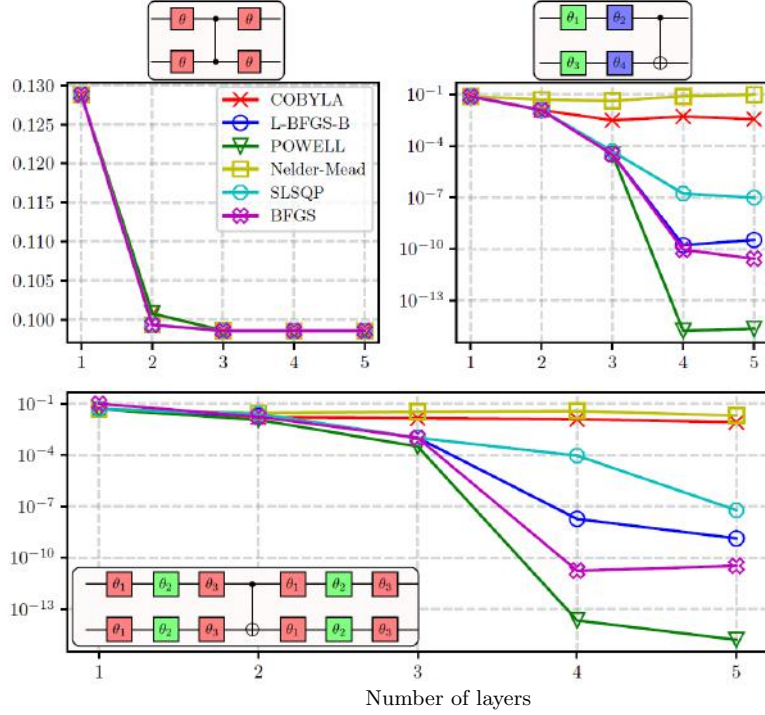 θ θ θ₁ θ₂
θ θ θ₃ θ₄
0.130
0.125
0.120
0.115
0.110
0.105
0.100
COBYLA
L-BFGS-B
POWELL
Nelder-Mead
SLSQP
BFGS
1 2 3 4 5
10⁻¹
10⁻⁴
10⁻⁷
10⁻¹⁰
10⁻¹³
1 2 3 4 5
10⁻¹
10⁻⁴
10⁻⁷
10⁻¹⁰
10⁻¹³
θ₁ θ₂ θ₃ θ₁ θ₂ θ₃
θ₁ θ₂ θ₃ θ₁ θ₂ θ₃
1 2 3 4 5
Number of layers